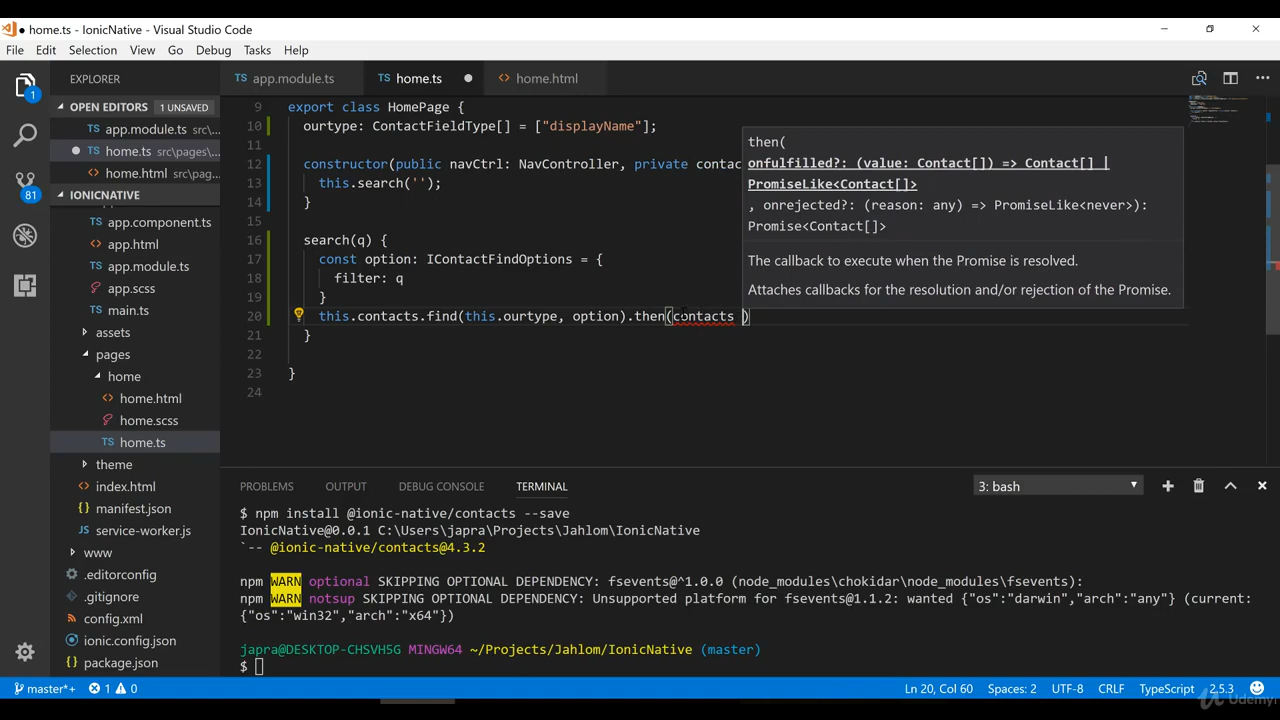 home.ts - IonicNative - Visual Studio Code
File Edit Selection View Go Debug Tasks Help
EXPLORER
TS app.module.ts
TS home.ts
<> home.html
OPEN EDITORS 1 UNSAVED
TS app.module.ts src\...
TS home.ts src\pages\...
<> home.html src\pag...
IONICNATIVE
TS app.component.ts
<> app.html
TS app.module.ts
app.scss
TS main.ts
assets
pages
home
<> home.html
home.scss
TS home.ts
theme
<> index.html
manifest.json
JS service-worker.js
www
.editorconfig
.gitignore
config.xml
ionic.config.json
package.json
1
81
9 export class HomePage {
10 ourtype: ContactFieldType[] = ["displayName"];
11
12 constructor(public navCtrl: NavController, private contac
13 this.search('');
14 }
15
16 search(q) {
17 const option: IContactFindOptions = {
18 filter: q
19 }
20 this.contacts.find(this.ourtype, option).then(contacts )
21 }
22
23 }
24
then(
onfulfilled?: (value: Contact[]) => Contact[] |
PromiseLike<Contact[]>
, onrejected?: (reason: any) => PromiseLike<never>):
Promise<Contact[]>
The callback to execute when the Promise is resolved.
Attaches callbacks for the resolution and/or rejection of the Promise.
PROBLEMS OUTPUT DEBUG CONSOLE TERMINAL 3: bash
$ npm install @ionic-native/contacts --save
IonicNative@0.0.1 C:\Users\japra\Projects\Jahlom\IonicNative
`-- @ionic-native/contacts@4.3.2
npm WARN optional SKIPPING OPTIONAL DEPENDENCY: fsevents@^1.0.0 (node_modules\chokidar\node_modules\fsevents):
npm WARN notsup SKIPPING OPTIONAL DEPENDENCY: Unsupported platform for fsevents@1.1.2: wanted {"os":"darwin","arch":"any"} (current:
{"os":"win32","arch":"x64"})
japra@DESKTOP-CHSVH5G MINGW64 ~/Projects/Jahlom/IonicNative (master)
$
master*+ 1 0 Ln 20, Col 60 Spaces: 2 UTF-8 CRLF TypeScript 2.5.3
Udemy